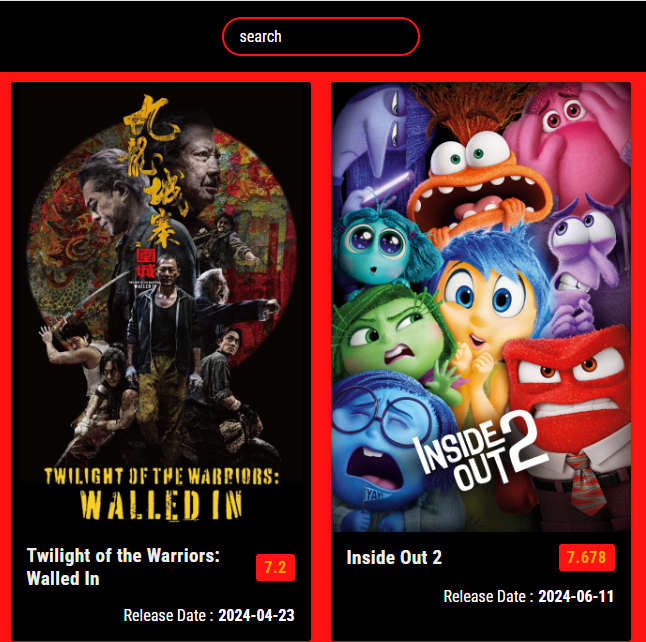 search
九
龍
城
寨
圍
城
TWILIGHT OF THE WARRIORS:
WALLED IN
INSIDE
OUT 2
YAY!
Twilight of the Warriors:
Walled In
7.2
Inside Out 2
7.678
Release Date : 2024-04-23
Release Date : 2024-06-11